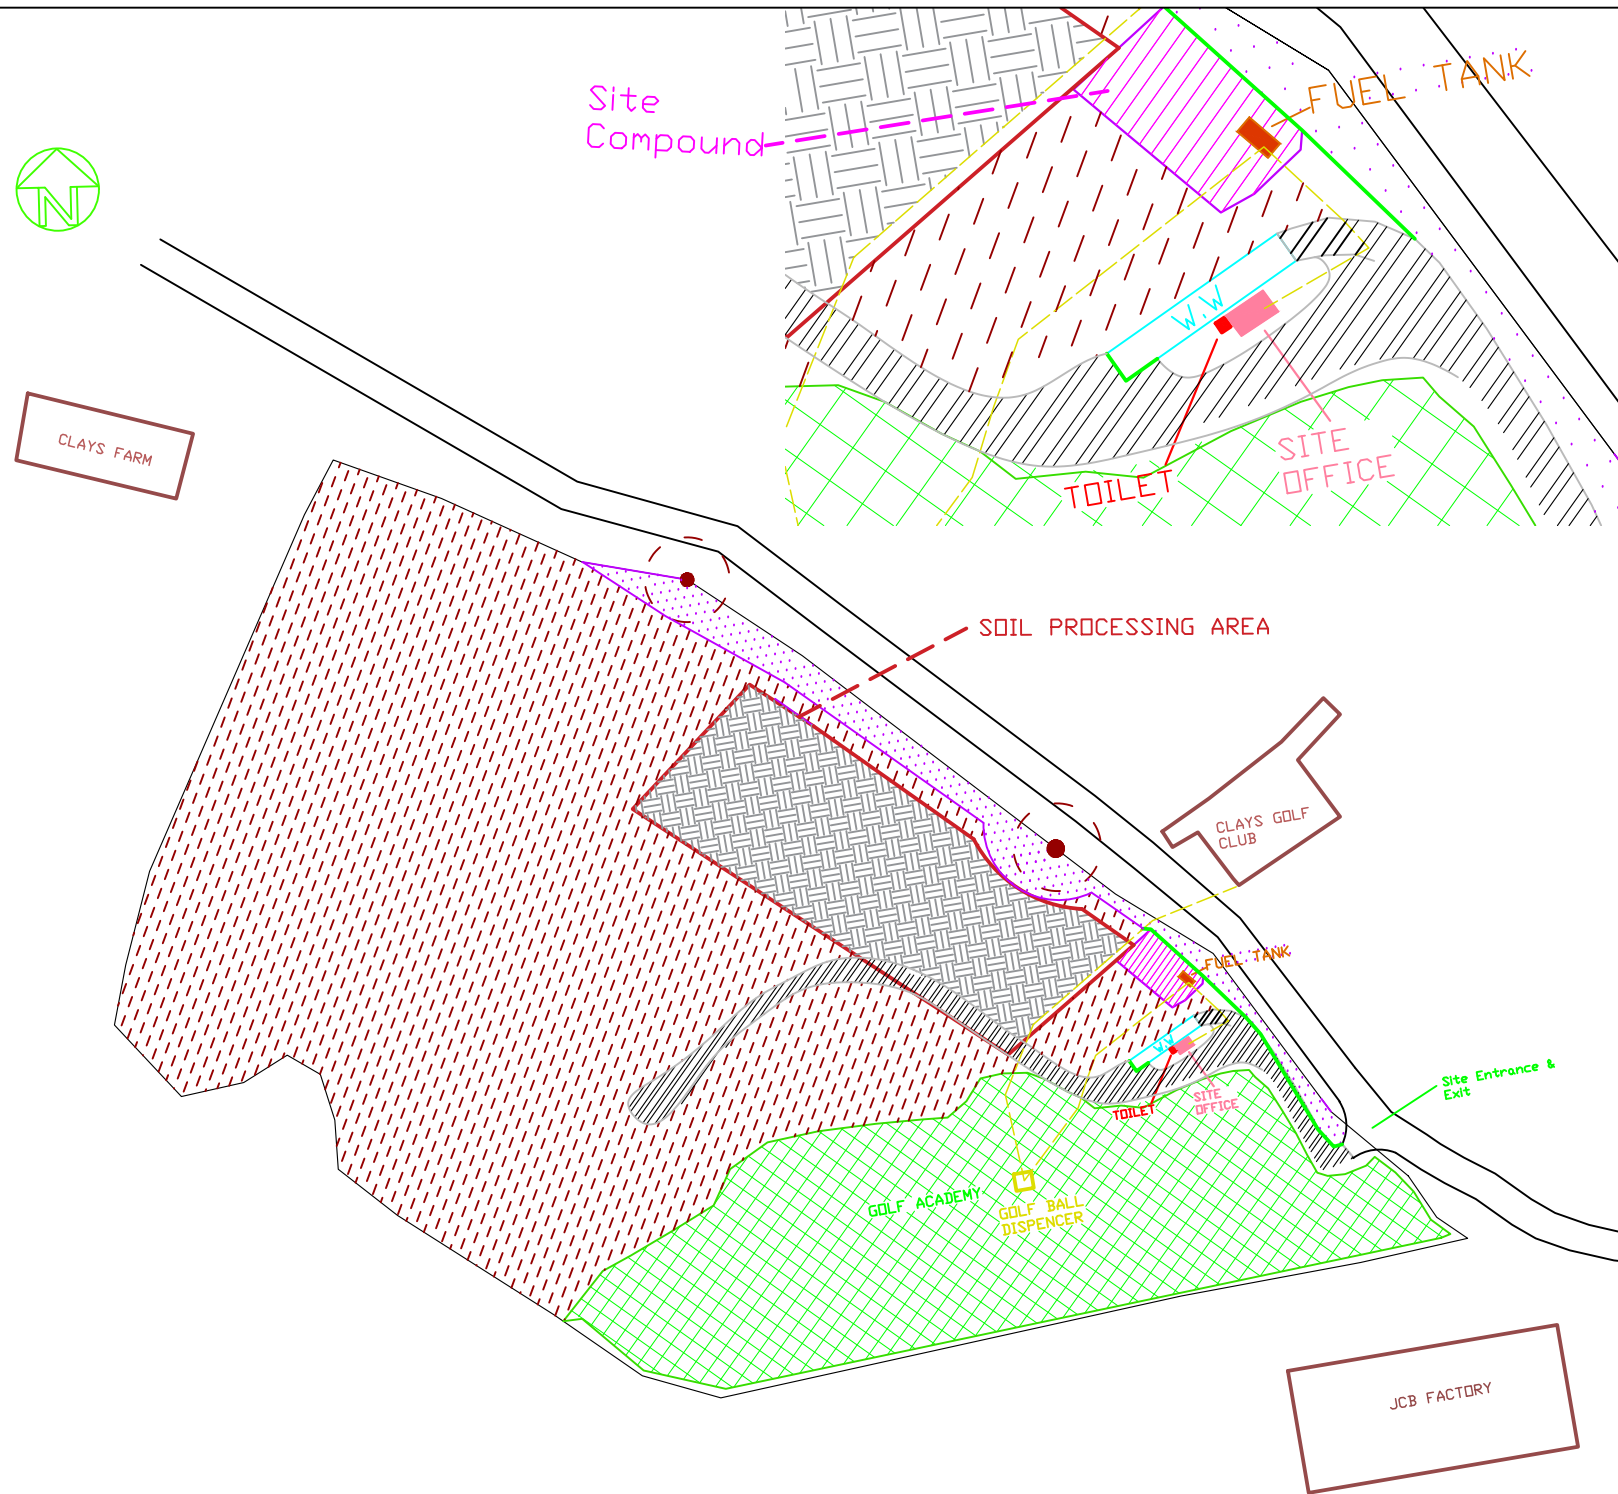 FUEL TANK
Site
Compound
N
W.W
SITE
OFFICE
TOILET
CLAYS FARM
SOIL PROCESSING AREA
CLAYS GOLF
CLUB
FUEL TANK
W.W
Site Entrance &
Exit
SITE
OFFICE
TOILET
GOLF ACADEMY
GOLF BALL
DISPENCER
JCB FACTORY